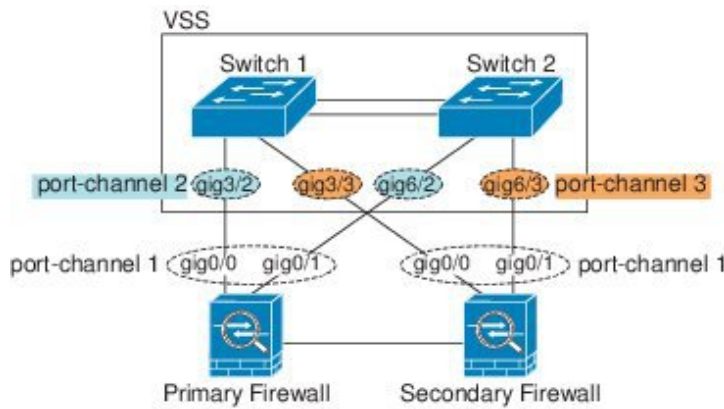 VSS
Switch 1
Switch 2
port-channel 2
gig3/2
gig3/3
gig6/2
gig6/3
port-channel 3
port-channel 1
gig0/0
gig0/1
gig0/0
gig0/1
port-channel 1
Primary Firewall
Secondary Firewall